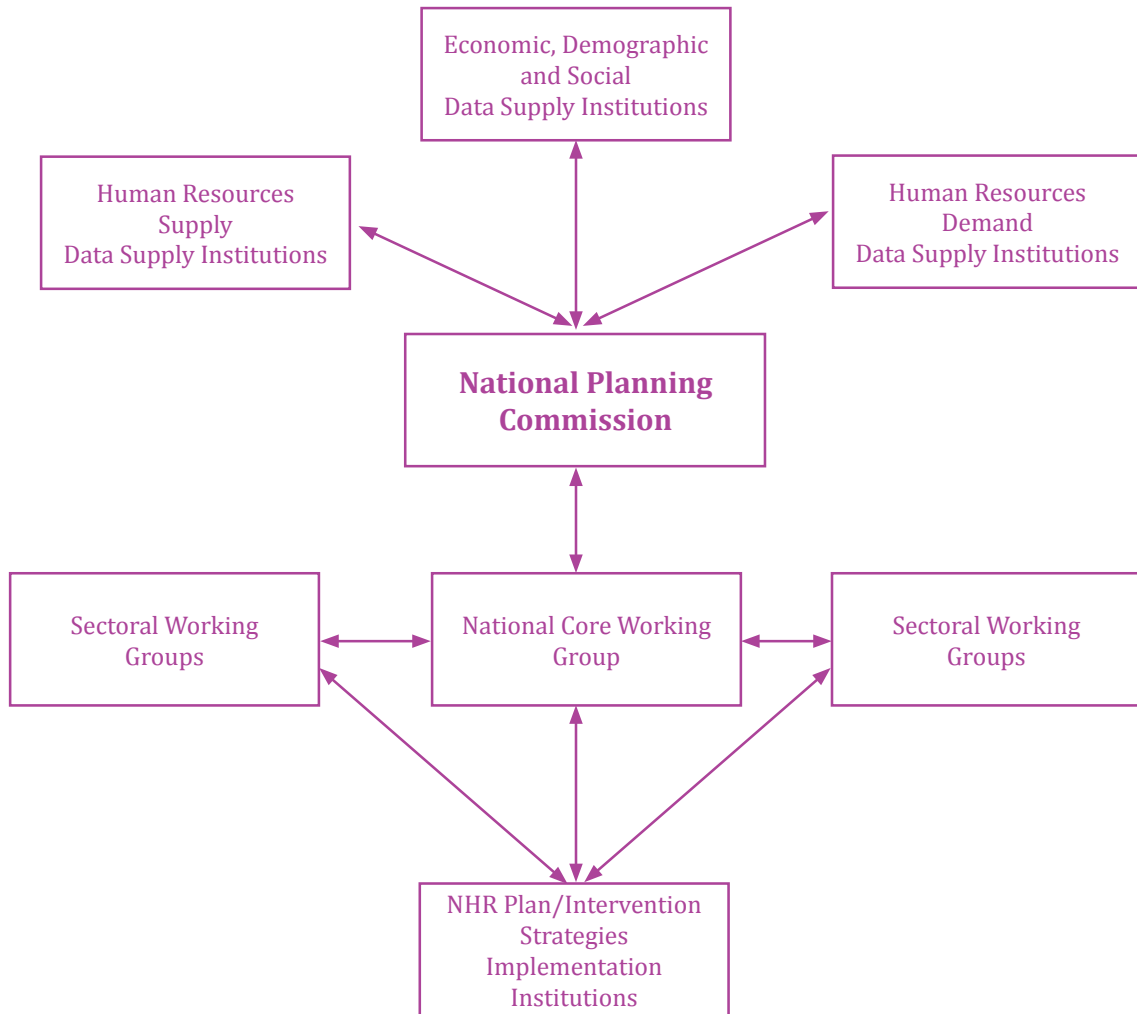 Economic, Demographic
and Social
Data Supply Institutions
Human Resources
Supply
Data Supply Institutions
Human Resources
Demand
Data Supply Institutions
National Planning
Commission
Sectoral Working
Groups
National Core Working
Group
Sectoral Working
Groups
NHR Plan/Intervention
Strategies
Implementation
Institutions